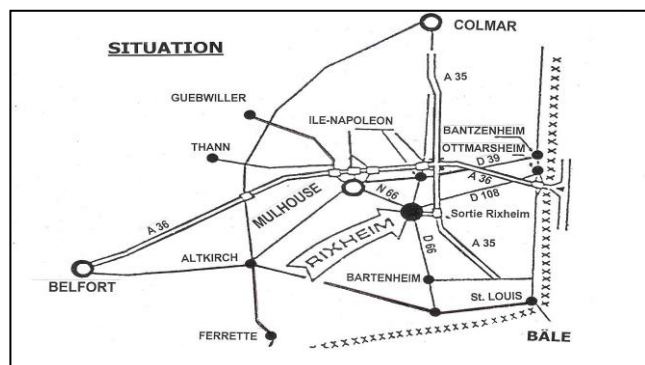 SITUATION
COLMAR
A 35
GUEBWILLER
ILE-NAPOLEON
BANTZENHEIM
OTTMARSHEIM
THANN
D 39
A 36
MULHOUSE
N 66
D 108
A 36
Sortie Rixheim
RIXHEIM
D 66
A 35
ALTKIRCH
BARTENHEIM
BELFORT
St. LOUIS
FERRETTE
BÄLE